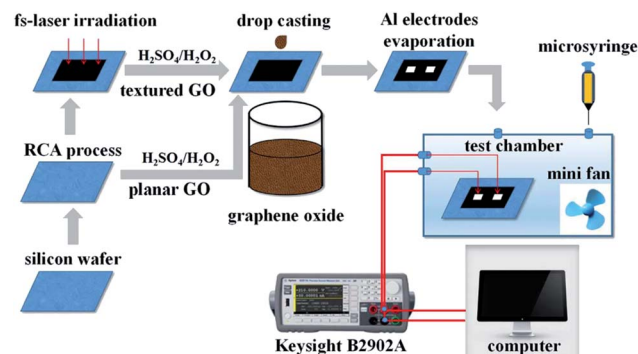 fs-laser irradiation
H₂SO₄/H₂O₂
textured GO
drop casting
Al electrodes
evaporation
microsyringe
RCA process
H₂SO₄/H₂O₂
planar GO
graphene oxide
test chamber
mini fan
silicon wafer
Keysight B2902A
computer